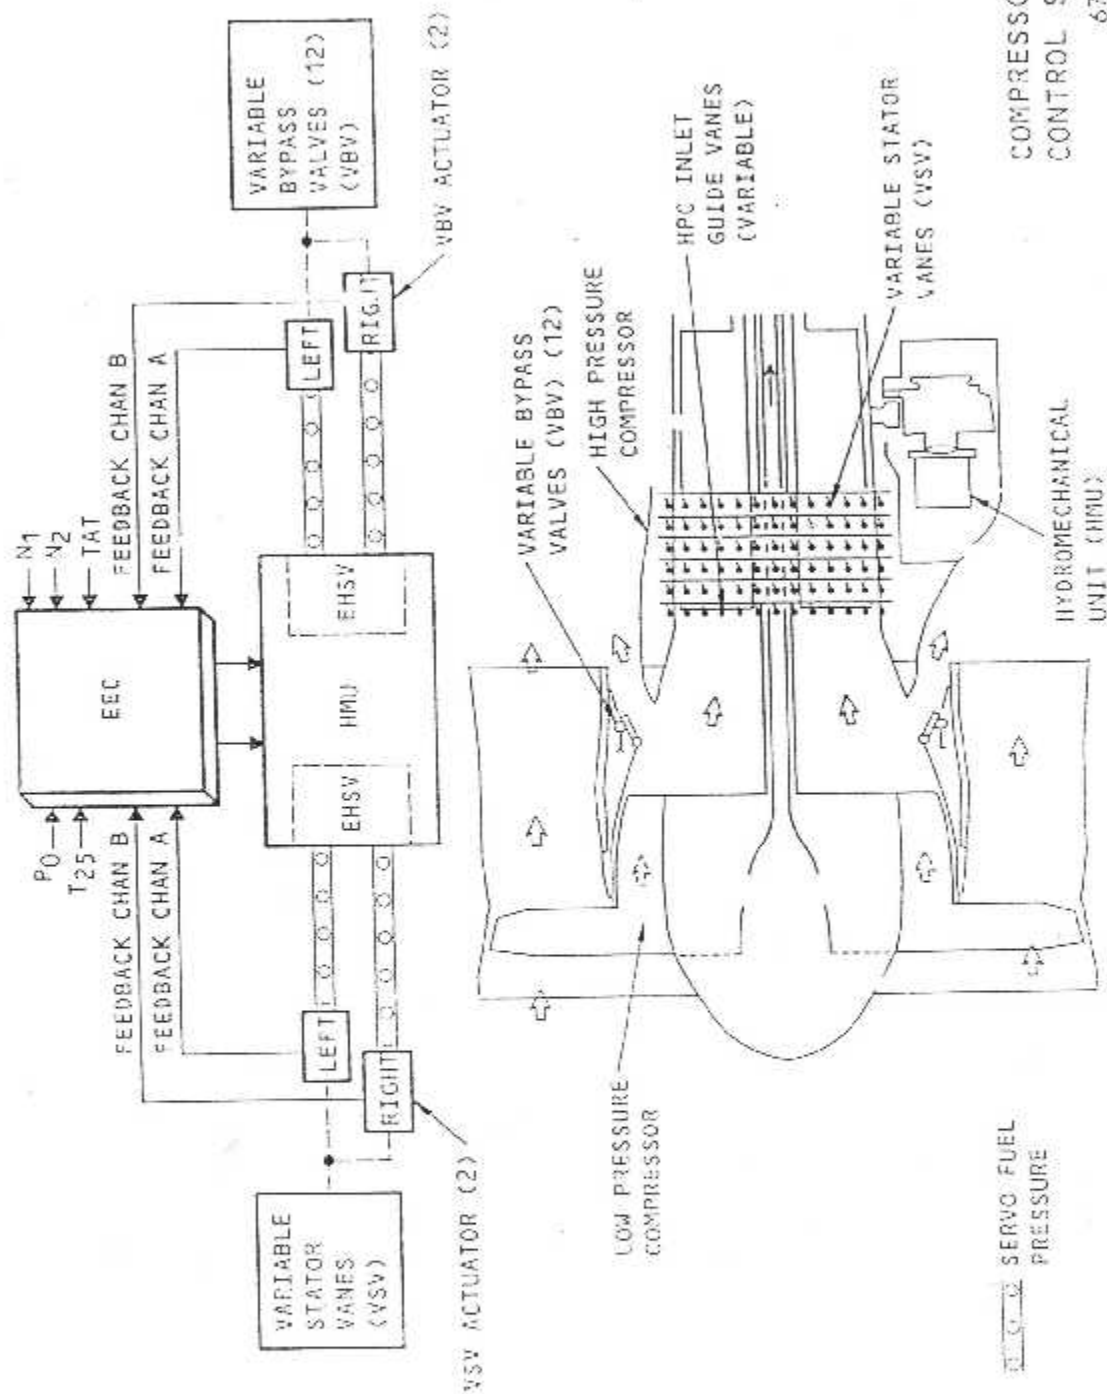 P0
T25
N1
N2
TAT
FEEDBACK CHAN B
FEEDBACK CHAN A
FEEDBACK CHAN B
FEEDBACK CHAN A
EEC
VARIABLE
STATOR
VANES
(VSV)
LEFT
RIGHT
VSV ACTUATOR (2)
EHSV
HMU
EHSV
LEFT
RIGHT
VBV ACTUATOR (2)
VARIABLE
BYPASS
VALVES (12)
(VBV)
LOW PRESSURE
COMPRESSOR
VARIABLE BYPASS
VALVES (VBV) (12)
HIGH PRESSURE
COMPRESSOR
HPC INLET
GUIDE VANES
(VARIABLE)
VARIABLE STATOR
VANES (VSV)
HYDROMECHANICAL
UNIT (HMU)
SERVO FUEL
PRESSURE
COMPRESSO
CONTROL S
67